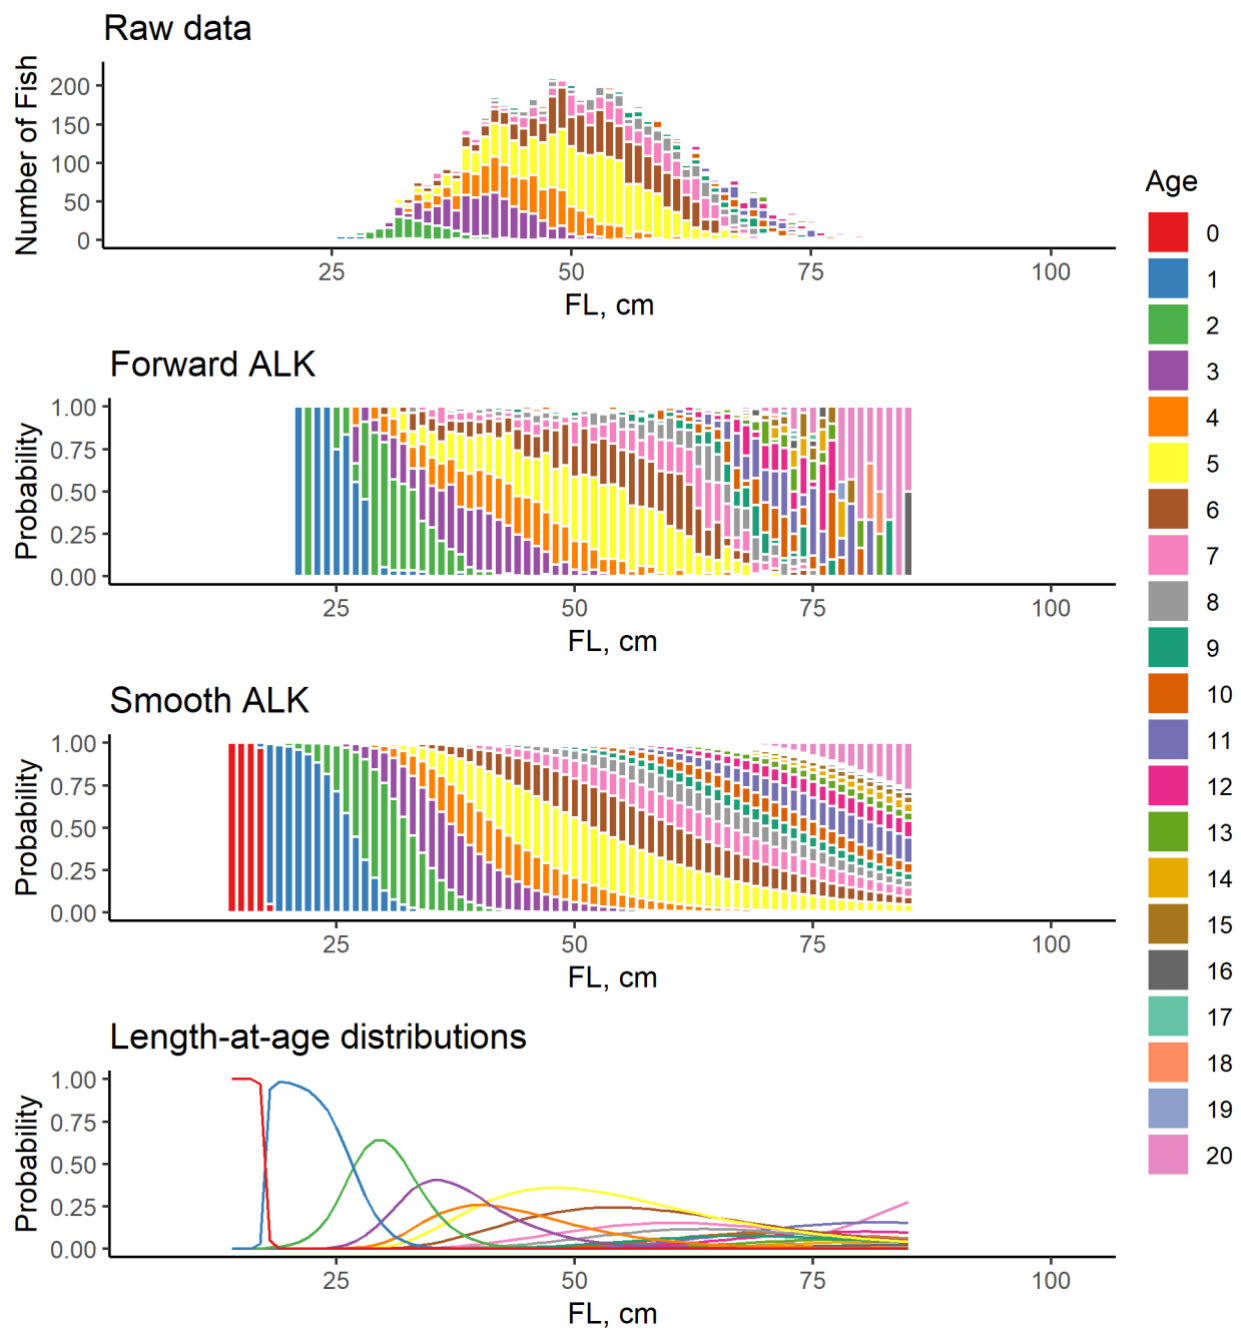 Raw data
Number of Fish
200
150
100
50
0
25 50 75 100
FL, cm
Forward ALK
Probability
1.00
0.75
0.50
0.25
0.00
25 50 75 100
FL, cm
Smooth ALK
Probability
1.00
0.75
0.50
0.25
0.00
25 50 75 100
FL, cm
Length-at-age distributions
Probability
1.00
0.75
0.50
0.25
0.00
25 50 75 100
FL, cm
Age
0
1
2
3
4
5
6
7
8
9
10
11
12
13
14
15
16
17
18
19
20